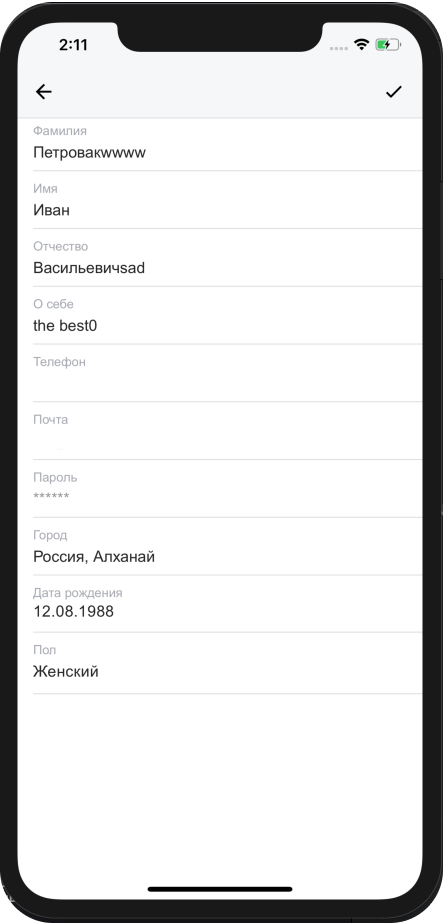 2:11
Фамилия
Петровакwwww
Имя
Иван
Отчество
Васильевичsad
О себе
the best0
Телефон
Почта
Пароль
******
Город
Россия, Алханай
Дата рождения
12.08.1988
Пол
Женский